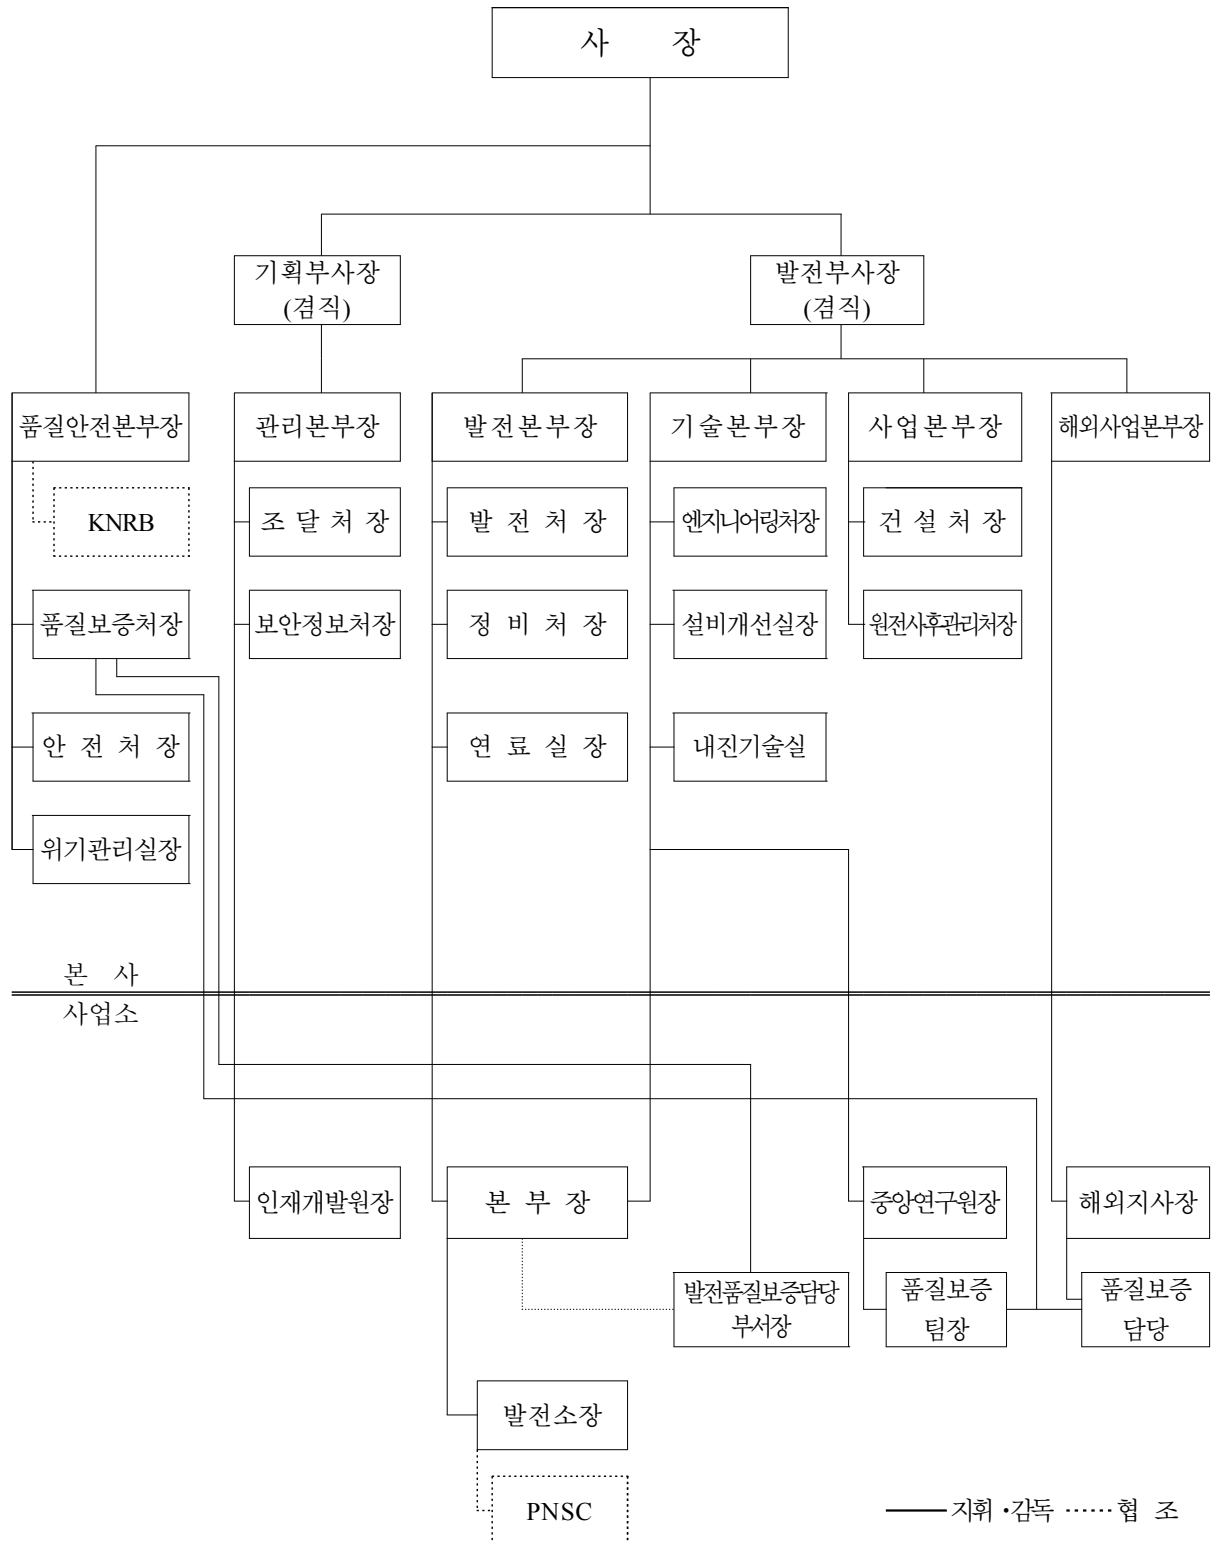 사 장
기획부사장
(겸직)
발전부사장
(겸직)
품질안전본부장
관리본부장
발전본부장
기술본부장
사업본부장
해외사업본부장
KNRB
조 달 처 장
발 전 처 장
엔지니어링처장
건 설 처 장
품질보증처장
보안정보처장
정 비 처 장
설비개선실장
원전사후관리처장
안 전 처 장
연 료 실 장
내진기술실
위기관리실장
본 사
사업소
인재개발원장
본 부 장
중앙연구원장
해외지사장
발전품질보증담당
부서장
품질보증
팀장
품질보증
담당
발전소장
PNSC
지휘 •감독
협 조